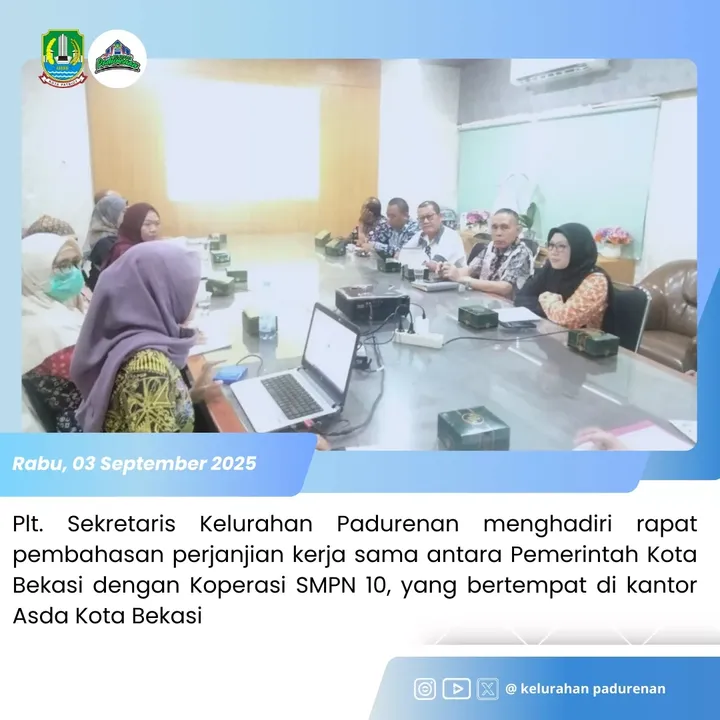 Rabu, 03 September 2025
Plt. Sekretaris Kelurahan Padurenan menghadiri rapat
pembahasan perjanjian kerja sama antara Pemerintah Kota
Bekasi dengan Koperasi SMPN 10, yang bertempat di kantor
Asda Kota Bekasi
@ kelurahan padurenan